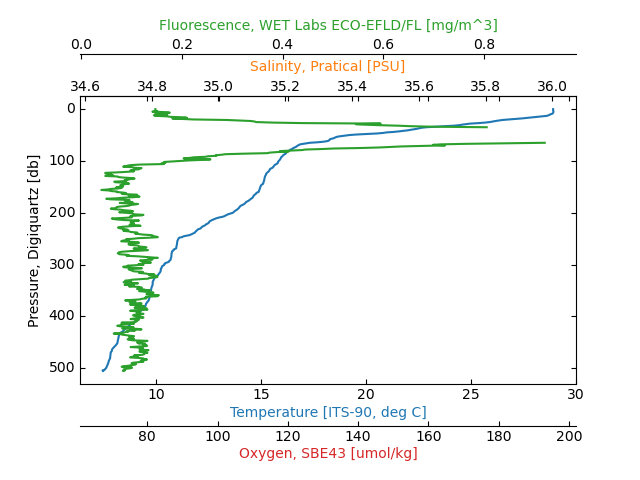 Fluorescence, WET Labs ECO-EFLD/FL [mg/m^3]
0.0 0.2 0.4 0.6 0.8
Salinity, Pratical [PSU]
34.6 34.8 35.0 35.2 35.4 35.6 35.8 36.0
Pressure, Digiquartz [db]
0
100
200
300
400
500
10 15 20 25 30
Temperature [ITS-90, deg C]
80 100 120 140 160 180 200
Oxygen, SBE43 [umol/kg]